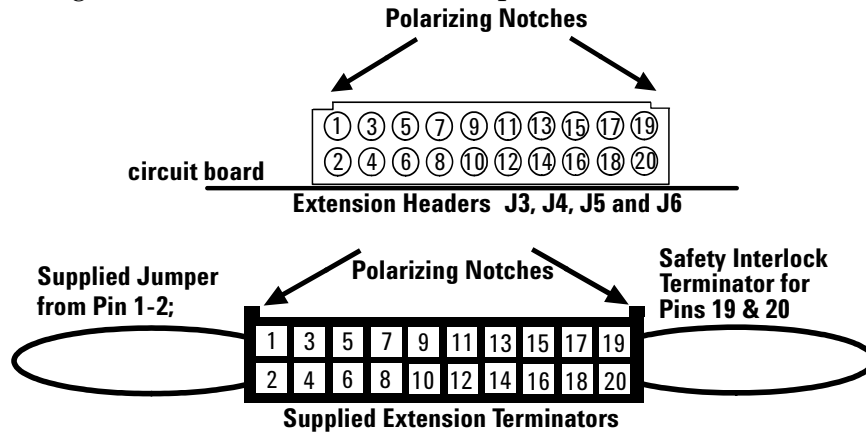 Polarizing Notches
1 3 5 7 9 11 13 15 17 19
2 4 6 8 10 12 14 16 18 20
circuit board
Extension Headers J3, J4, J5 and J6
Polarizing Notches
Supplied Jumper
from Pin 1-2;
Safety Interlock
Terminator for
Pins 19 & 20
1 3 5 7 9 11 13 15 17 19
2 4 6 8 10 12 14 16 18 20
Supplied Extension Terminators